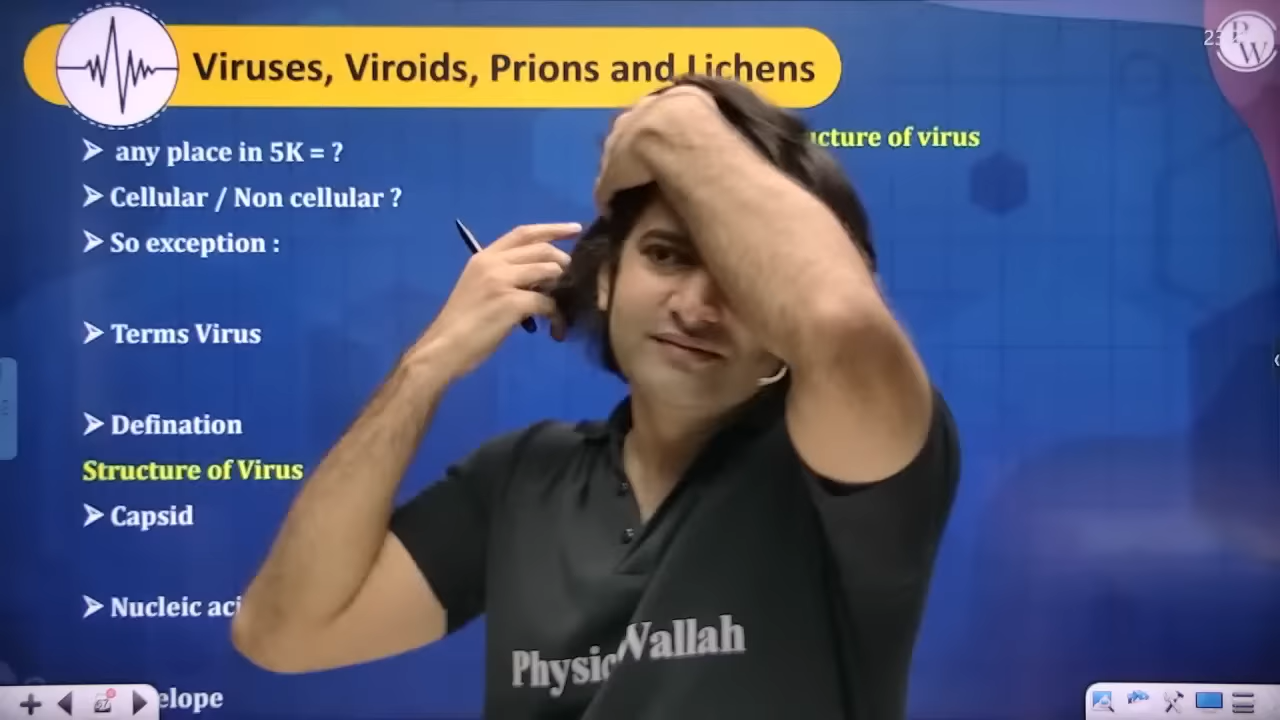 Viruses, Viroids, Prions and Lichens
any place in 5K = ?
Cellular / Non cellular ?
So exception :
Terms Virus
Defination
Structure of Virus
Capsid
Nucleic aci
elope
ucture of virus
Physic Wallah
PW